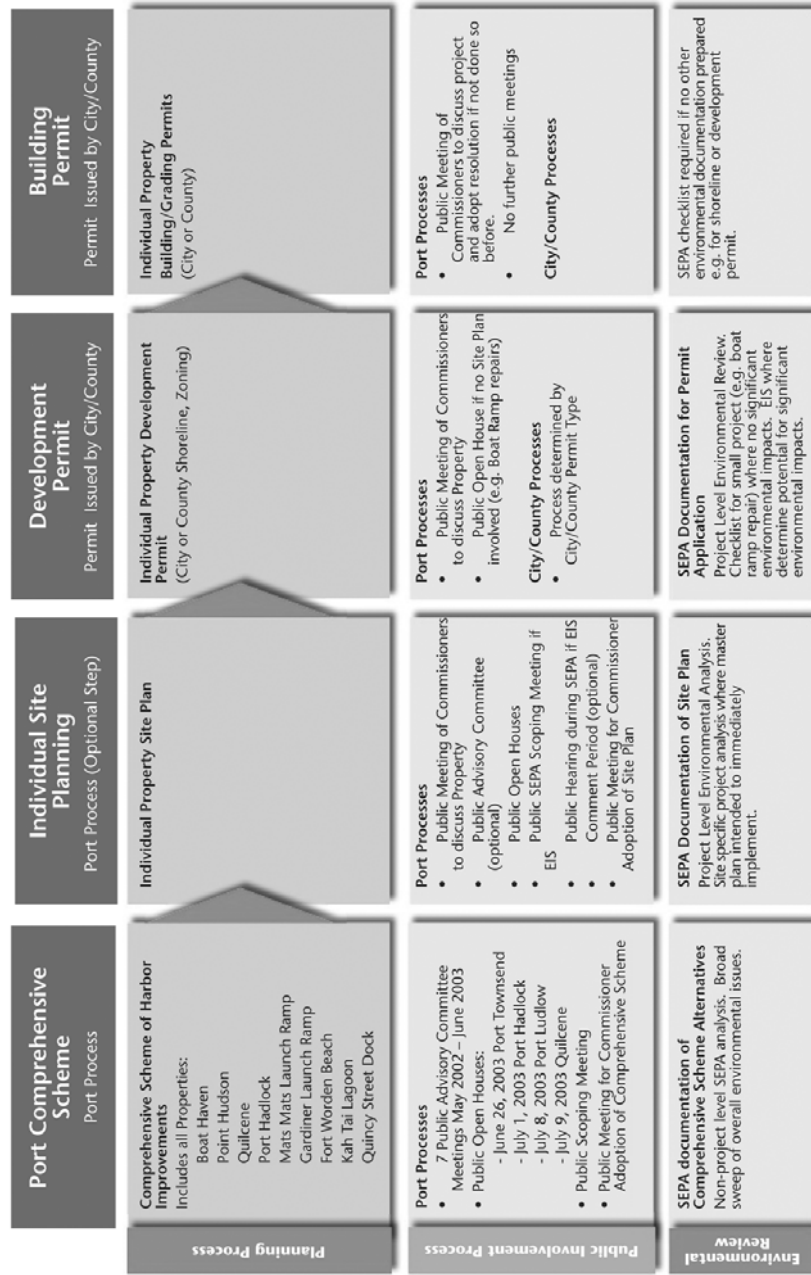 Port Comprehensive
Scheme
Port Process
Individual Site
Planning
Port Process (Optional Step)
Development
Permit
Permit Issued by City/County
Building
Permit
Permit Issued by City/County
Planning Process
Comprehensive Scheme of Harbor
Improvements
Includes all Properties:
Boat Haven
Point Hudson
Quilcene
Port Hadlock
Mats Mats Launch Ramp
Gardiner Launch Ramp
Fort Worden Beach
Kah Tai Lagoon
Quincy Street Dock
Individual Property Site Plan
Individual Property Development
Permit
(City or County Shoreline, Zoning)
Individual Property
Building/Grading Permits
(City or County)
Public Involvement Process
Port Processes
• 7 Public Advisory Committee
Meetings May 2002 – June 2003
• Public Open Houses:
- June 26, 2003 Port Townsend
- July 1, 2003 Port Hadlock
- July 8, 2003 Port Ludlow
- July 9, 2003 Quilcene
• Public Scoping Meeting
• Public Meeting for Commissioner
Adoption of Comprehensive Scheme
Port Processes
• Public Meeting of Commissioners
to discuss Property
• Public Advisory Committee
(optional)
• Public Open Houses
• Public SEPA Scoping Meeting if
EIS
• Public Hearing during SEPA if EIS
• Comment Period (optional)
• Public Meeting for Commissioner
Adoption of Site Plan
Port Processes
• Public Meeting of Commissioners
to discuss Property
• Public Open House if no Site Plan
involved (e.g. Boat Ramp repairs)
City/County Processes
• Process determined by
City/County Permit Type
Port Processes
• Public Meeting of
Commissioners to discuss project
and adopt resolution if not done so
before.
• No further public meetings
City/County Processes
Environmental
Review
SEPA documentation of
Comprehensive Scheme Alternatives
Non-project level SEPA analysis. Broad
sweep of overall environmental issues.
SEPA Documentation of Site Plan
Project Level Environmental Analysis.
Site specific project analysis where master
plan intended to immediately
implement.
SEPA Documentation for Permit
Application
Project Level Environmental Review.
Checklist for small project (e.g. boat
ramp repair) where no significant
environmental impacts. EIS where
determine potential for significant
environmental impacts.
SEPA checklist required if no other
environmental documentation prepared
e.g. for shoreline or development
permit.